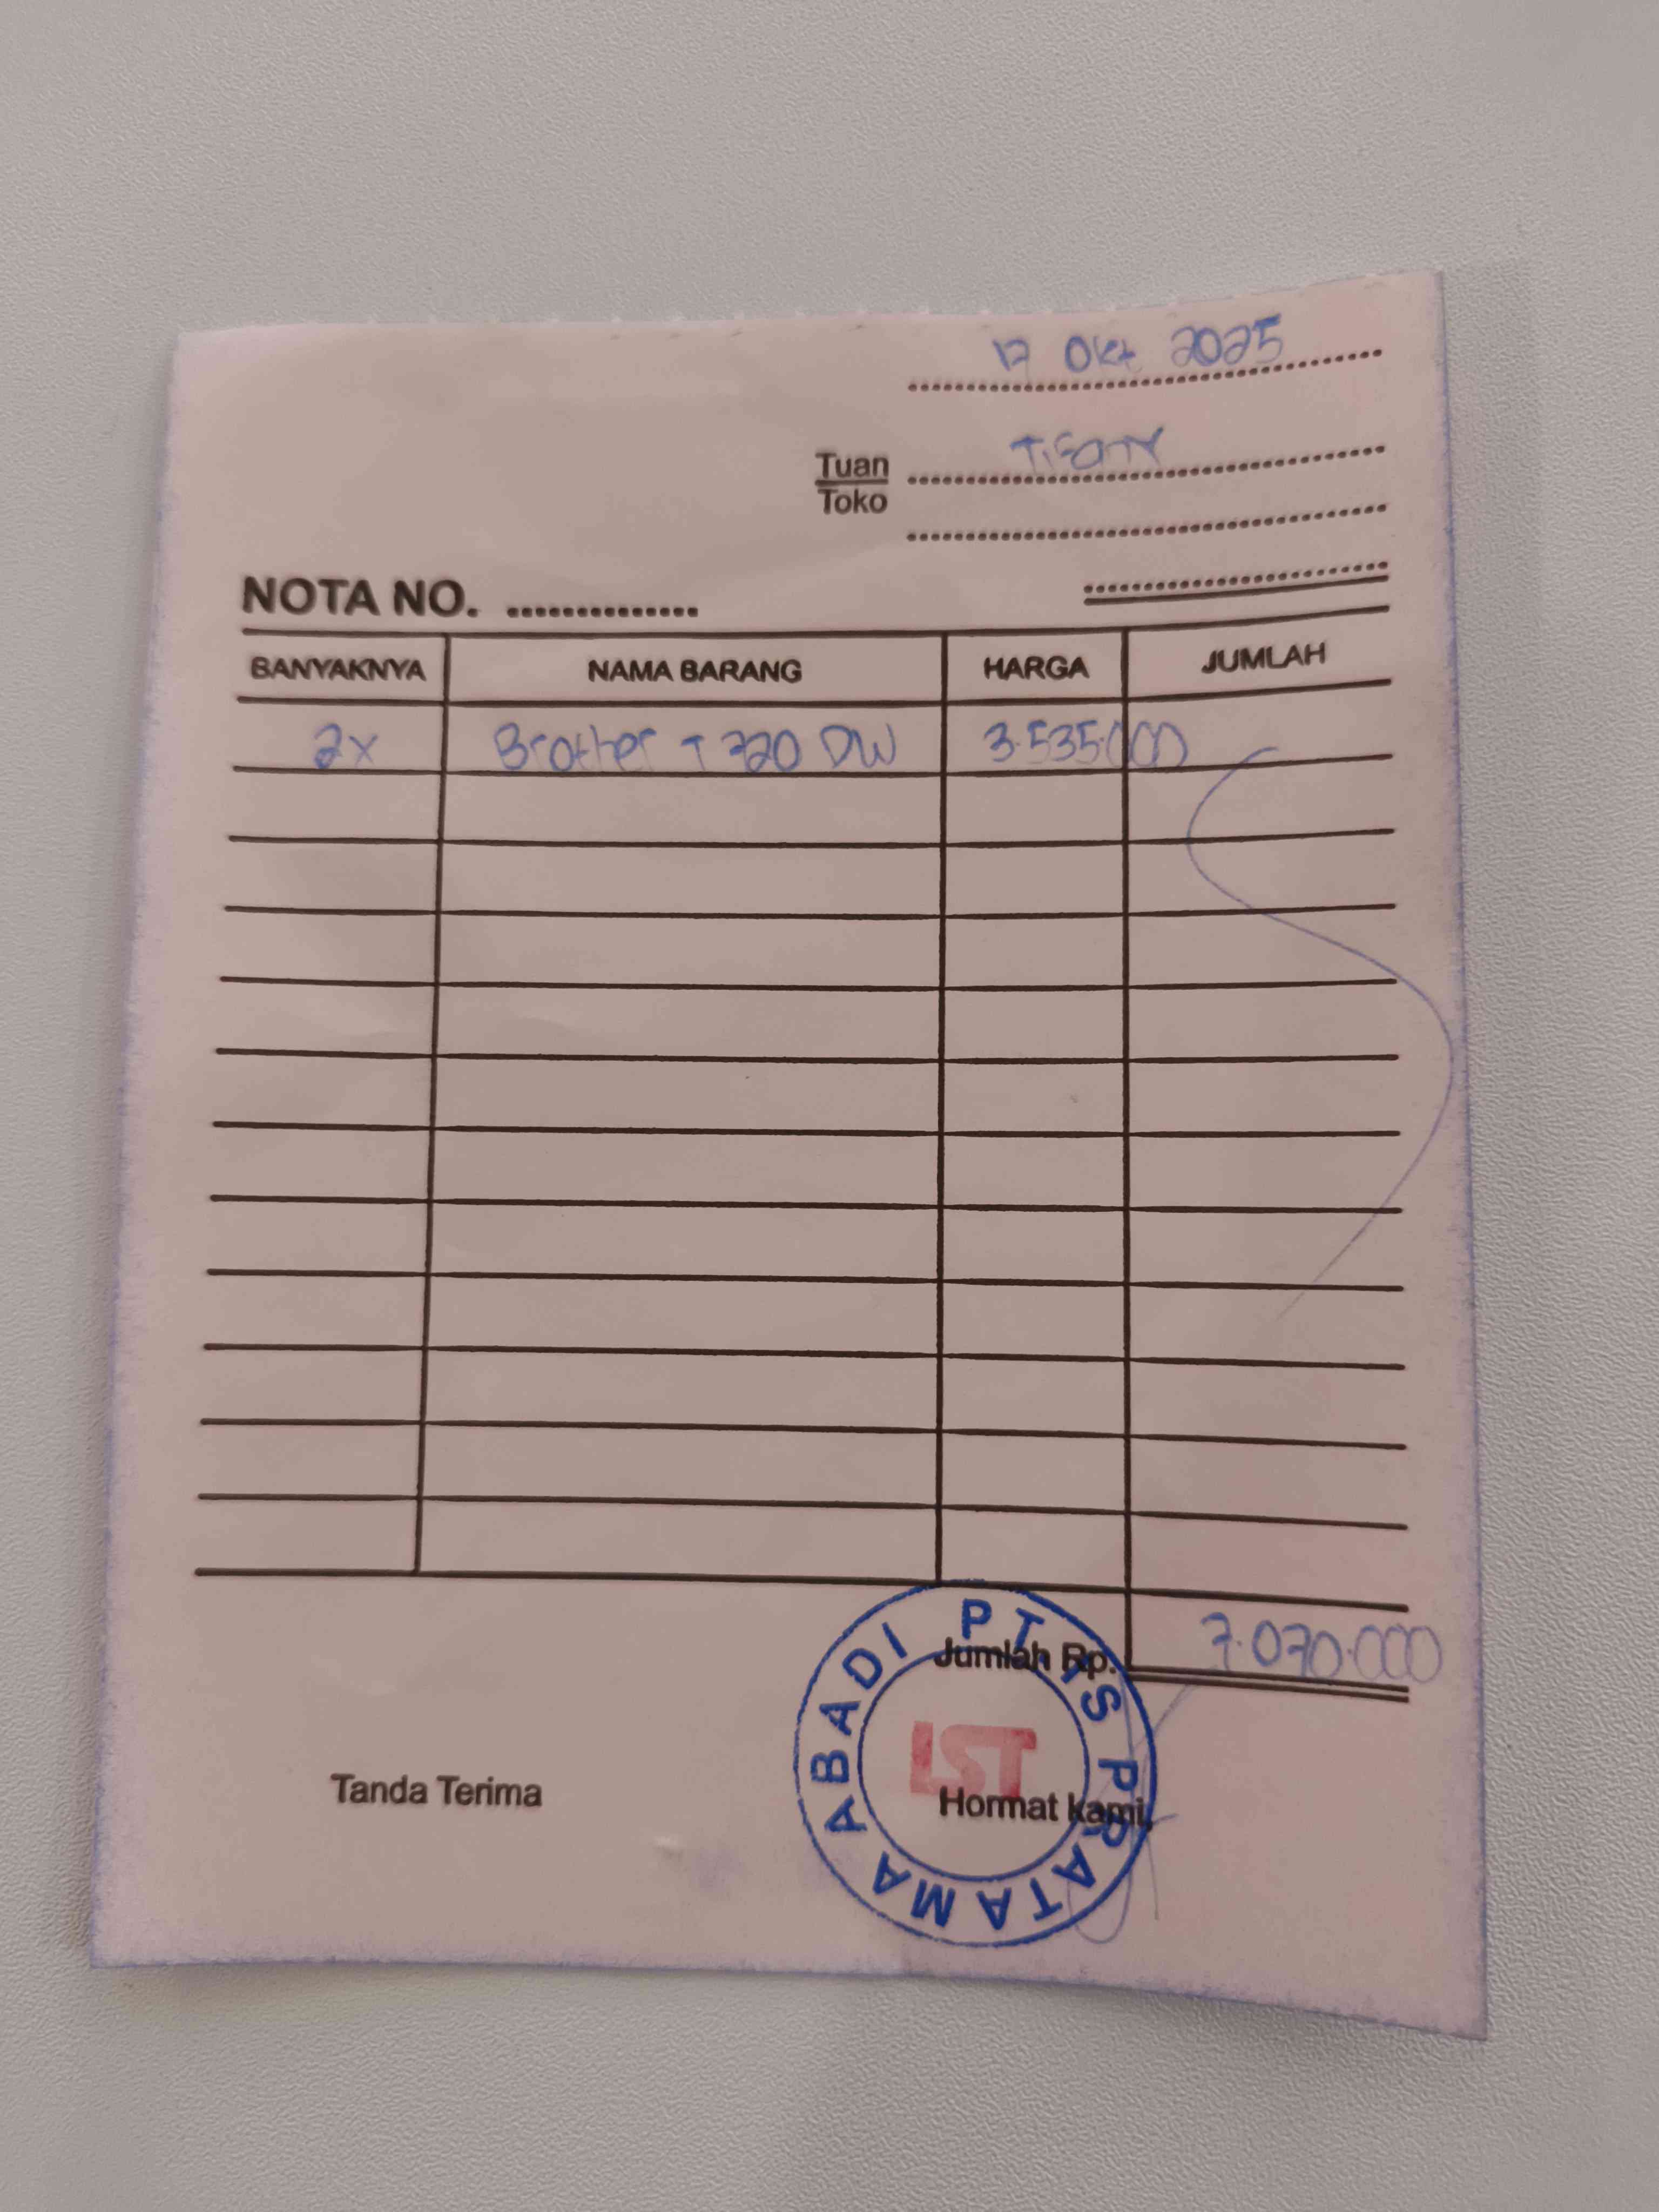 17 Okt 2025
Tuan Tifany
Toko
NOTA NO. ..............
BANYAKNYA NAMA BARANG HARGA JUMLAH
2x Brother T 720 DW 3.535.000
Jumlah Rp. 7.070.000
Tanda Terima Hormat kami,
PT. TS PRATAMA ABADI
LST